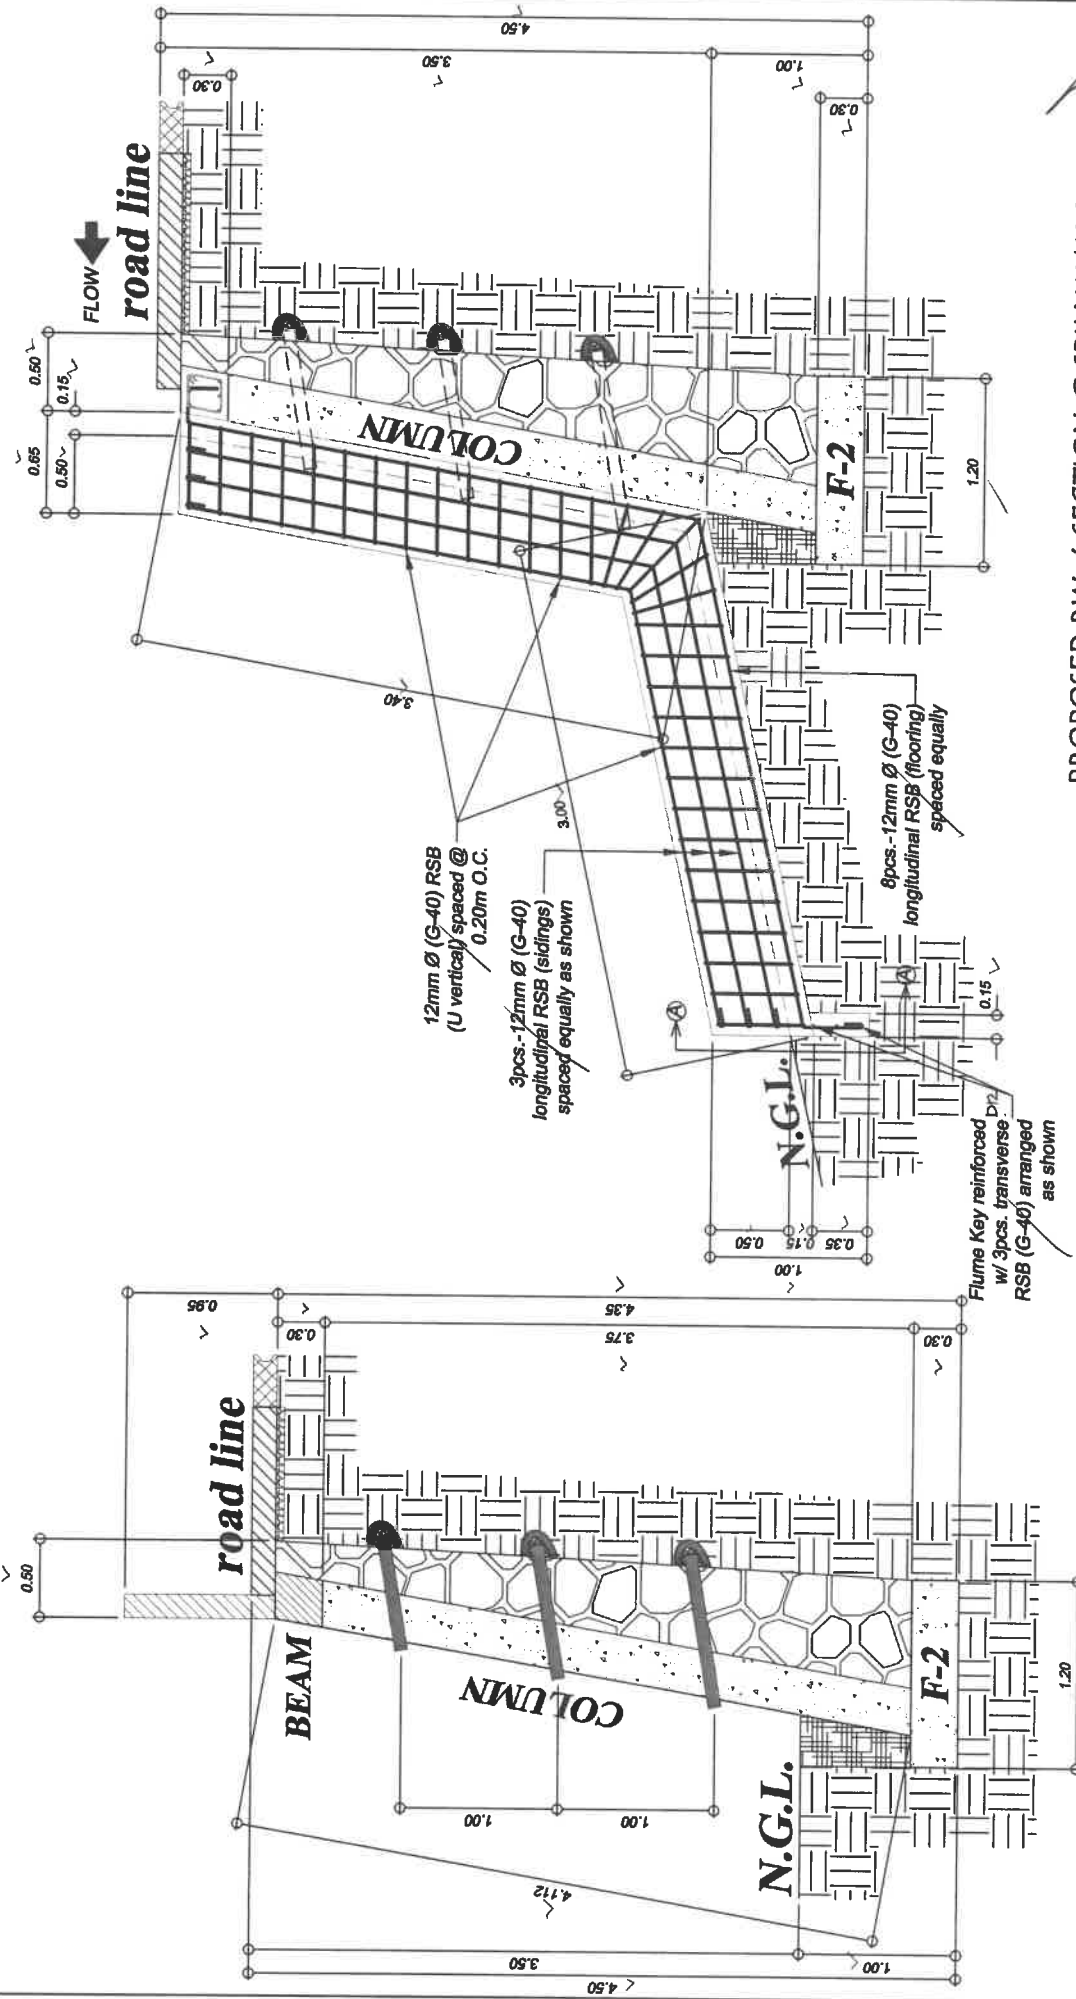 0.50
0.95
road line
BEAM
COLUMN
N.G.L.
F-2
1.00
1.00
4.112
3.50
1.00
4.50
0.30
3.75
0.30
4.35
1.20
FLOW
road line
0.50
0.15
0.65
0.50
COLUMN
3.40
3.00
12mm Ø (G-40) RSB
(U vertical) spaced @
0.20m O.C.
3pcs.-12mm Ø (G-40)
longitudinal RSB (sidings)
spaced equally as shown
8pcs.-12mm Ø (G-40)
longitudinal RSB (flooring)
spaced equally
A
A
N.G.L.
0.50
0.15
0.35
1.00
0.15
Flume Key reinforced
w/ 3pcs. transverse
RSB (G-40) arranged
as shown
F-2
1.20
0.30
3.50
4.50
1.00
0.30